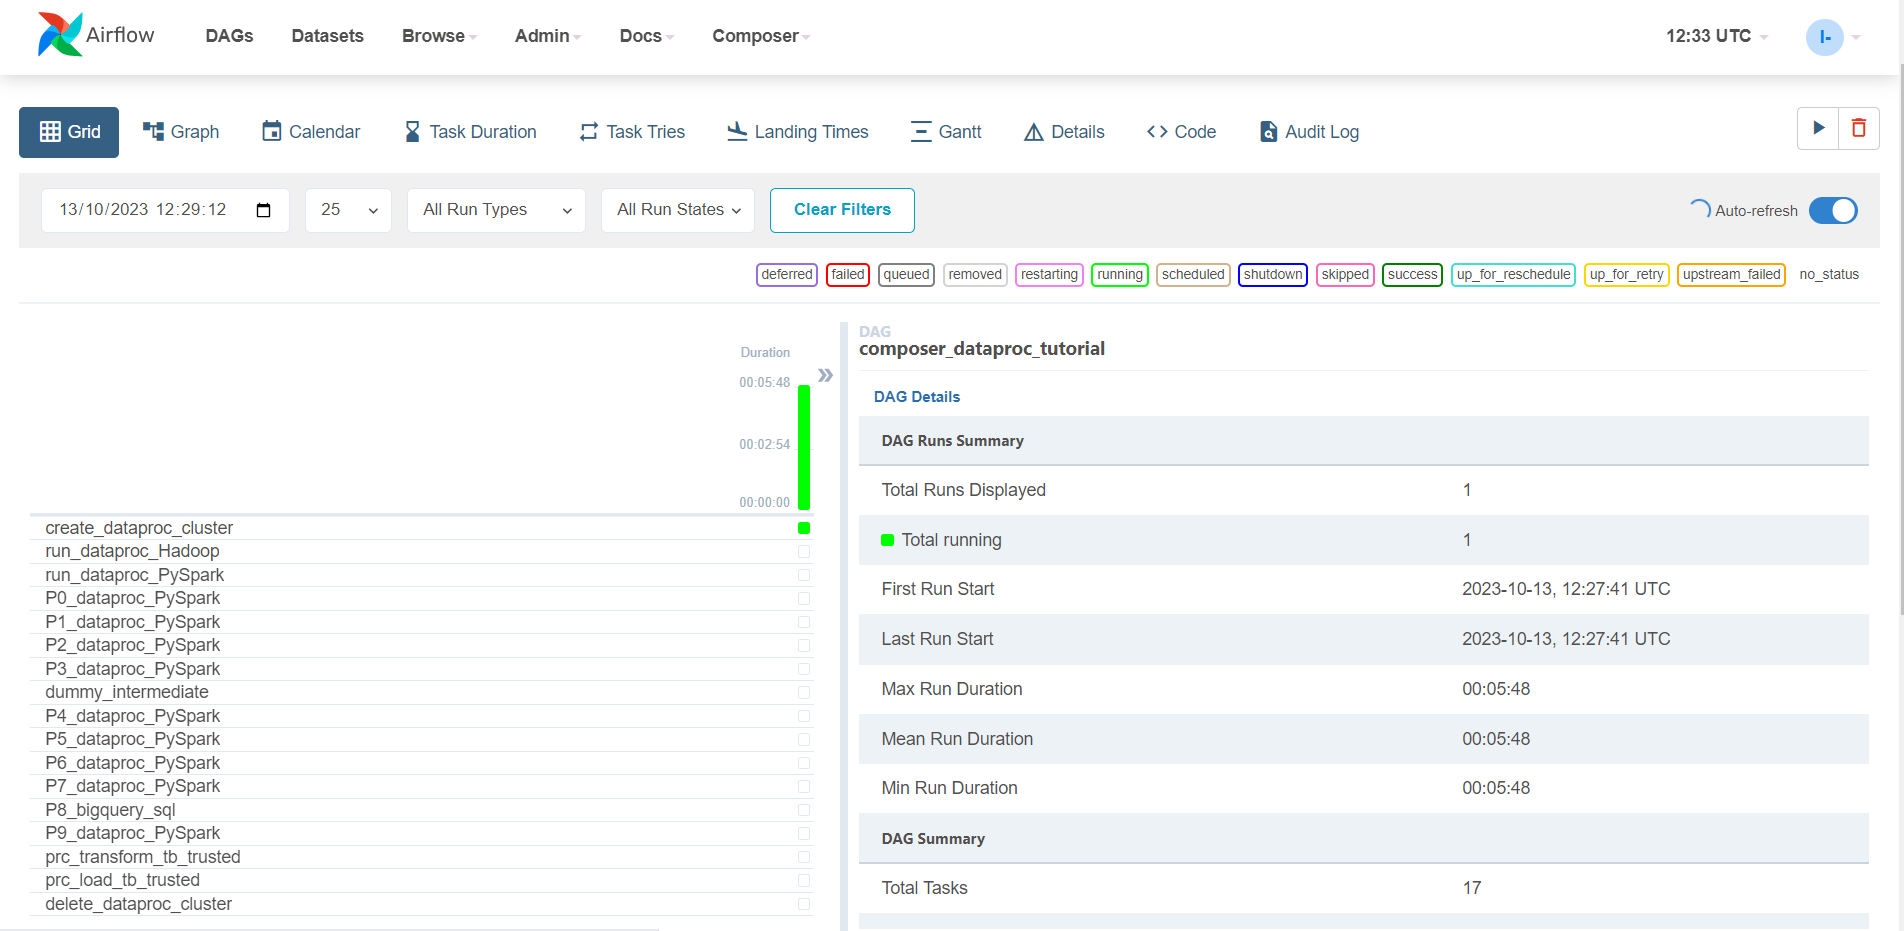 Airflow DAGs Datasets Browse Admin Docs Composer 12:33 UTC I-
Grid Graph Calendar Task Duration Task Tries Landing Times Gantt Details Code Audit Log
13/10/2023 12:29:12 25 All Run Types All Run States Clear Filters Auto-refresh
deferred failed queued removed restarting running scheduled shutdown skipped success up_for_reschedule up_for_retry upstream_failed no_status
Duration
00:05:48
00:02:54
00:00:00
create_dataproc_cluster
run_dataproc_Hadoop
run_dataproc_PySpark
P0_dataproc_PySpark
P1_dataproc_PySpark
P2_dataproc_PySpark
P3_dataproc_PySpark
dummy_intermediate
P4_dataproc_PySpark
P5_dataproc_PySpark
P6_dataproc_PySpark
P7_dataproc_PySpark
P8_bigquery_sql
P9_dataproc_PySpark
prc_transform_tb_trusted
prc_load_tb_trusted
delete_dataproc_cluster
DAG
composer_dataproc_tutorial
DAG Details
DAG Runs Summary
Total Runs Displayed 1
Total running 1
First Run Start 2023-10-13, 12:27:41 UTC
Last Run Start 2023-10-13, 12:27:41 UTC
Max Run Duration 00:05:48
Mean Run Duration 00:05:48
Min Run Duration 00:05:48
DAG Summary
Total Tasks 17